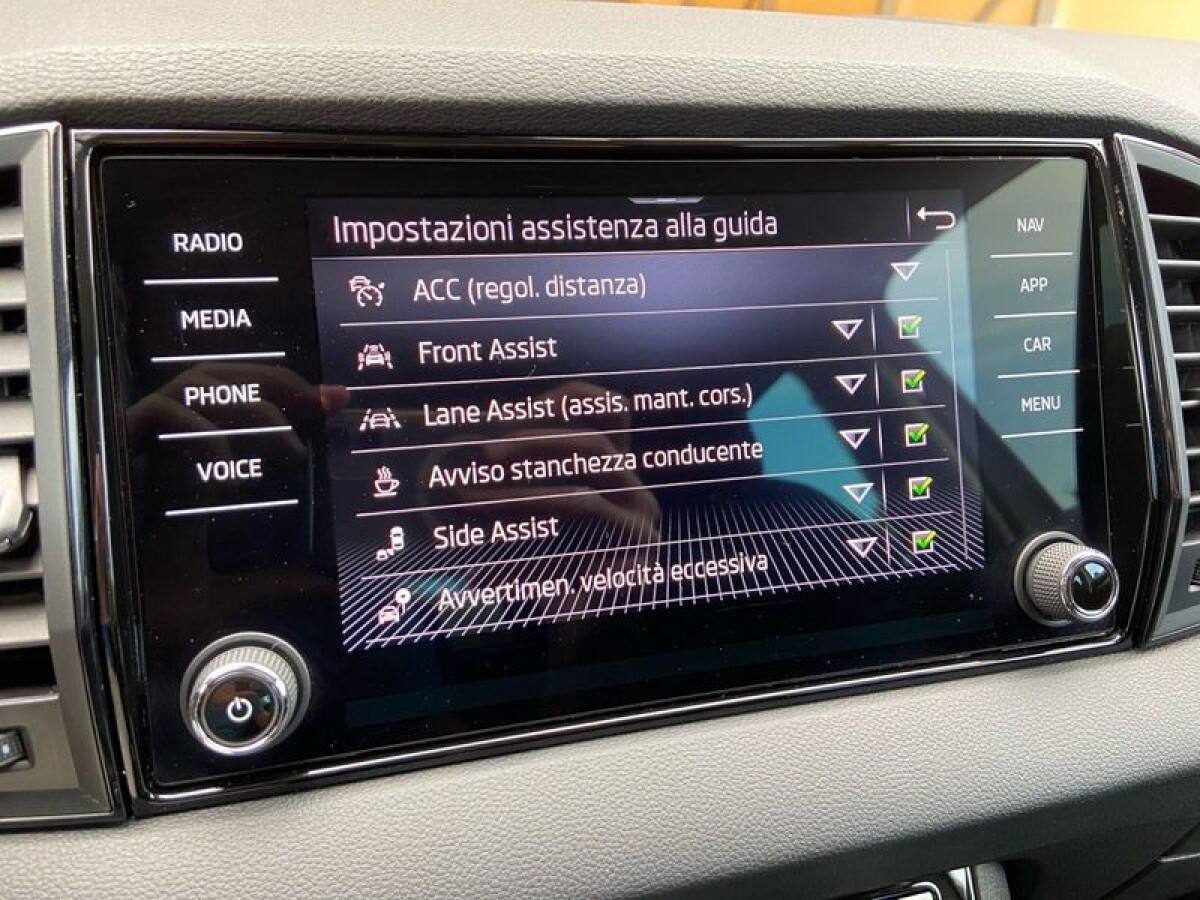 RADIO
MEDIA
PHONE
VOICE
Impostazioni assistenza alla guida
ACC (regol. distanza)
Front Assist
Lane Assist (assis. mant. cors.)
Avviso stanchezza conducente
Side Assist
Avvertimen. velocità eccessiva
NAV
APP
CAR
MENU